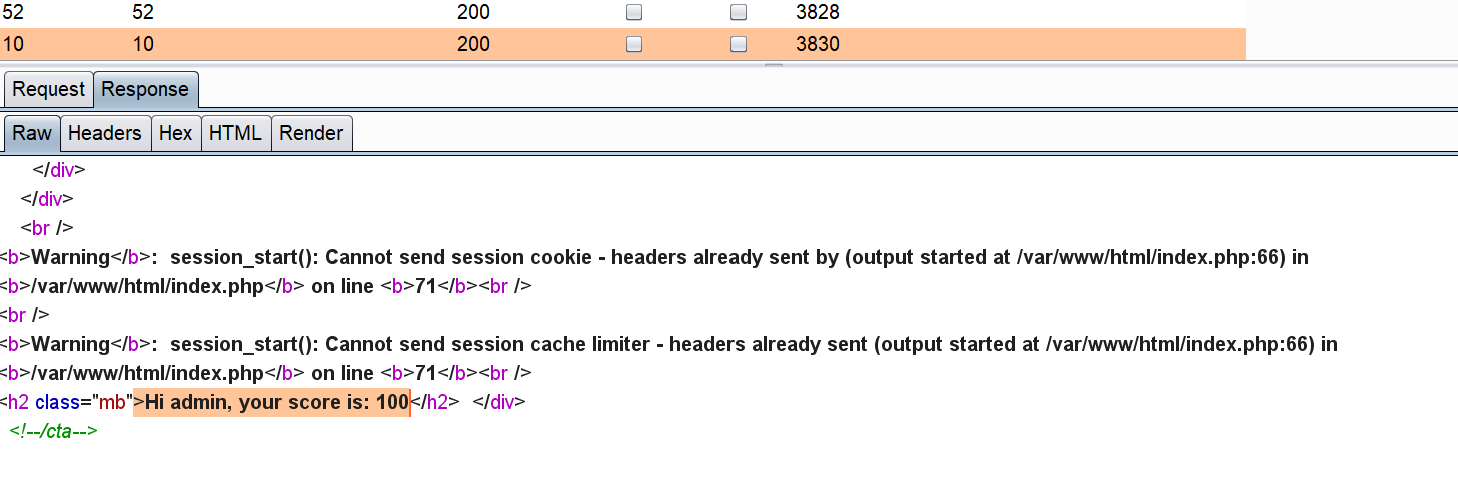 52 52 200 3828
10 10 200 3830
Request Response
Raw Headers Hex HTML Render
</div>
</div>
<br />
<b>Warning</b>:  session_start(): Cannot send session cookie - headers already sent by (output started at /var/www/html/index.php:66) in
<b>/var/www/html/index.php</b> on line <b>71</b><br />
<br />
<b>Warning</b>:  session_start(): Cannot send session cache limiter - headers already sent (output started at /var/www/html/index.php:66) in
<b>/var/www/html/index.php</b> on line <b>71</b><br />
<h2 class="mb">Hi admin, your score is: 100</h2>  </div>
<!--/cta-->